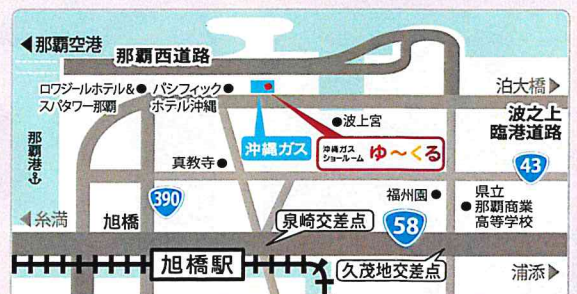 ◀那覇空港
那覇西道路
ロワジールホテル&
スパタワー那覇
パシフィック
ホテル沖縄
泊大橋▶
波之上
臨港道路
那覇港
沖縄ガス
沖縄ガス
ショールーム
ゆ〜くる
波上宮
真教寺
43
390
福州園
県立
那覇商業
高等学校
◀糸満
旭橋
泉崎交差点
58
旭橋駅
久茂地交差点
浦添▶